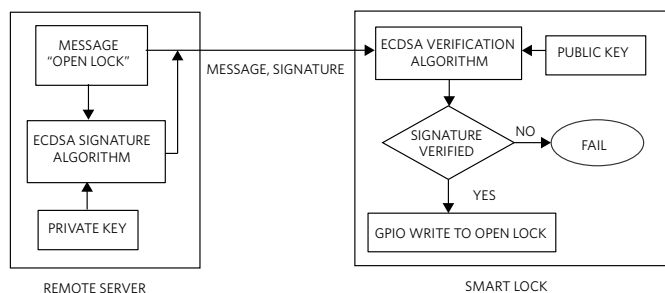 MESSAGE
“OPEN LOCK”
ECDSA SIGNATURE
ALGORITHM
PRIVATE KEY
REMOTE SERVER
MESSAGE, SIGNATURE
ECDSA VERIFICATION
ALGORITHM
PUBLIC KEY
SIGNATURE
VERIFIED
NO
FAIL
YES
GPIO WRITE TO OPEN LOCK
SMART LOCK